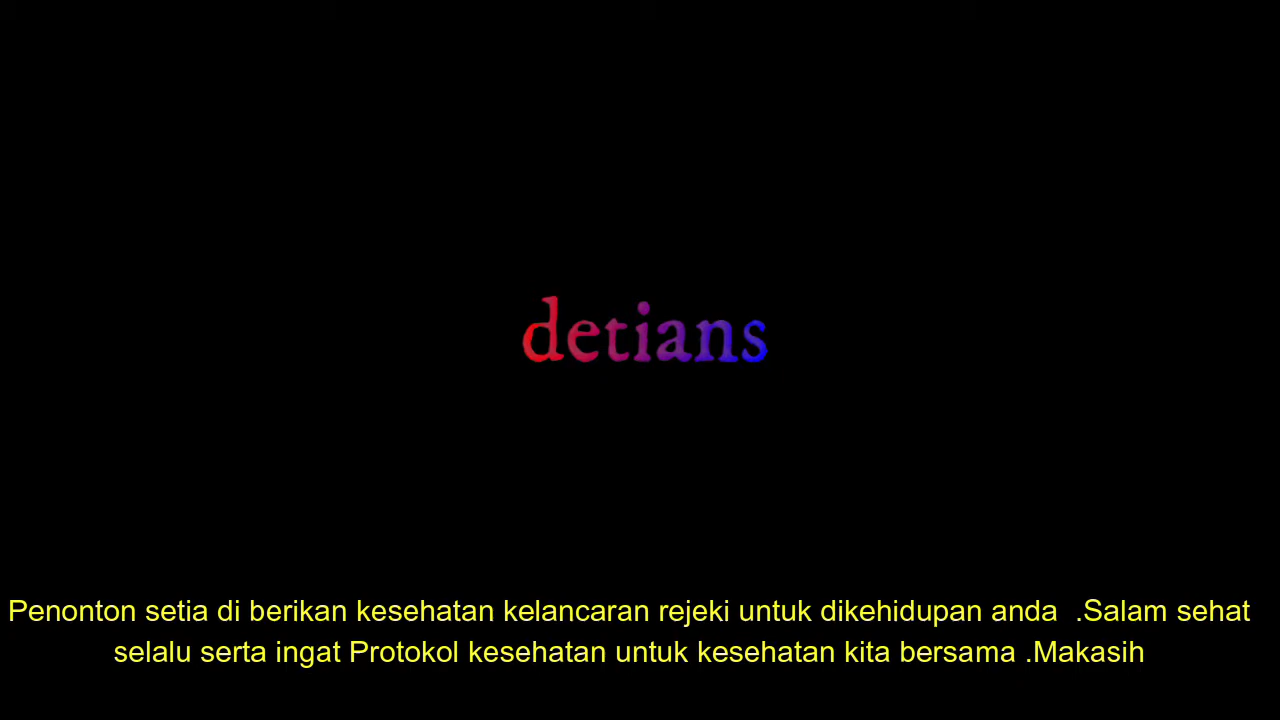 detians
Penonton setia di berikan kesehatan kelancaran rejeki untuk dikehidupan anda  .Salam sehat
selalu serta ingat Protokol kesehatan untuk kesehatan kita bersama .Makasih